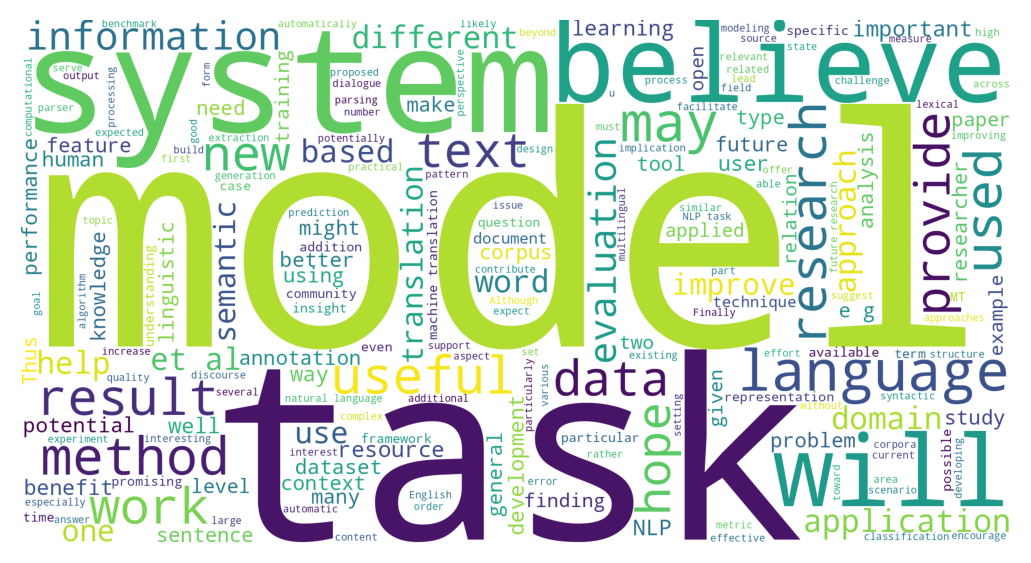 information
system
believe
model
task
different
learning
important
benchmark
automatically
likely
beyond
modeling
source
specific
high
state
measure
serve
form
output
computational
parser
processing
need
training
proposed
dialogue
parsing
number
make
perspective
open
process
u
relevant
related
lead
field
challenge
across
feature
human
expected
good
build
first
new
extraction
generation
case
based
potentially
practical
text
design
pattern
may
facilitate
must
implication
tool
type
future
user
offer
able
lexical
paper
improving
performance
goal
topic
algorithm
knowledge
understanding
linguistic
semantic
prediction
might
addition
better
using
community
insight
translation
machine translation
issue
question
document
corpus
word
contribute
Although
expect
evaluation
multilingual
similar
NLP task
applied
part
improve
technique
Finally
relation
research
future research
suggest
approach
analysis
provide
researcher
MT
approaches
used
example
Thus
help
increase
quality
discourse
et al
several
annotation
even
way
natural language
support
aspect
useful
additional
set
particularly
various
two
existing
data
effort
available
e g
term
structure
language
representation
syntactic
given
setting
without
result
potential
well
experiment
interesting
method
benefit
promising
level
especially
work
time
answer
large
one
sentence
use
complex
framework
interest
resource
dataset
context
many
automatic
content
English
order
general
development
particular
rather
error
finding
hope
NLP
metric
effective
problem
domain
study
corpora
current
possible
developing
will
toward
area
scenario
application
classification
encourage